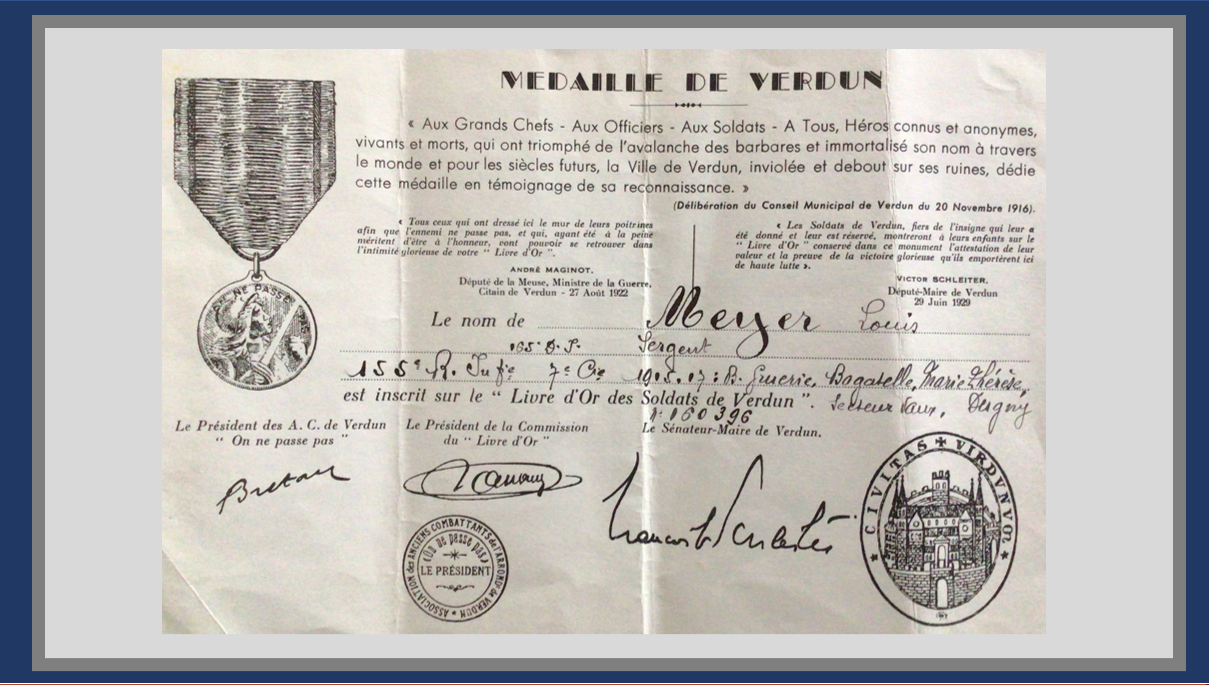 MEDAILLE DE VERDUN
« Aux Grands Chefs - Aux Officiers - Aux Soldats - A Tous, Héros connus et anonymes,
vivants et morts, qui ont triomphé de l'avalanche des barbares et immortalisé son nom à travers
le monde et pour les siècles futurs, la Ville de Verdun, inviolée et debout sur ses ruines, dédie
cette médaille en témoignage de sa reconnaissance. »
(Délibération du Conseil Municipal de Verdun du 20 Novembre 1916).
« Tous ceux qui ont dressé ici le mur de leurs poitrines
afin que l'ennemi ne passe pas, et qui, ayant été à la peine
méritent d'être à l'honneur, vont pouvoir se retrouver dans
l'intimité glorieuse de votre " Livre d'Or ".
ANDRÉ MAGINOT.
Député de la Meuse, Ministre de la Guerre,
Citain de Verdun - 27 Août 1922
« Les Soldats de Verdun, fiers de l'insigne qui leur a
été donné et leur est réservé, montreront à leurs enfants sur le
" Livre d'Or " conservé dans ce monument l'attestation de leur
valeur et la preuve de la victoire glorieuse qu'ils emportèrent ici
de haute lutte ».
VICTOR SCHLEITER.
Député-Maire de Verdun
29 Juin 1929
NE PASSE
Le nom de Meyer Louis
165e D. I. Sergent
155e R. Infie 7e Cie Bagatelle, Marie Thérèse,
est inscrit sur le " Livre d'Or des Soldats de Verdun ". Secteur Vaux,
N° 160396
Le Président des A. C. de Verdun
" On ne passe pas "
Le Président de la Commission
du " Livre d'Or "
Le Sénateur-Maire de Verdun.
ASSOCIATION des ANCIENS COMBATTANTS de l'ARROND<sup>t</sup> de VERDUN
«On ne passe pas»
LE PRÉSIDENT
CIVITAS VIRDVNVM